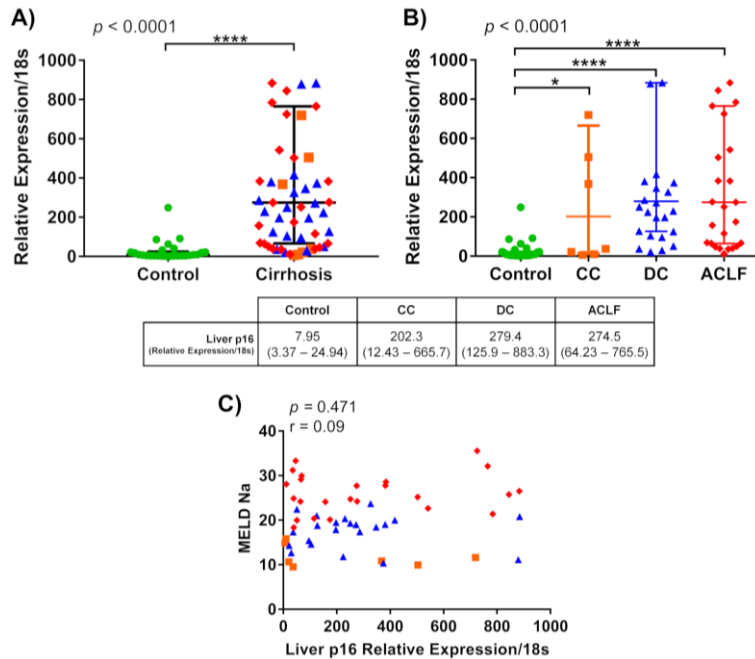 A)
p < 0.0001
****
Relative Expression/18s
1000
800
600
400
200
0
Control
Cirrhosis
B)
p < 0.0001
****
****
*
Relative Expression/18s
1000
800
600
400
200
0
Control
CC
DC
ACLF
Control CC DC ACLF
Liver p16 7.95 202.3 279.4 274.5
(Relative Expression/18s) (3.37 – 24.94) (12.43 – 665.7) (125.9 – 883.3) (64.23 – 765.5)
C)
p = 0.471
r = 0.09
MELD Na
40
30
20
10
0
0 200 400 600 800 1000
Liver p16 Relative Expression/18s